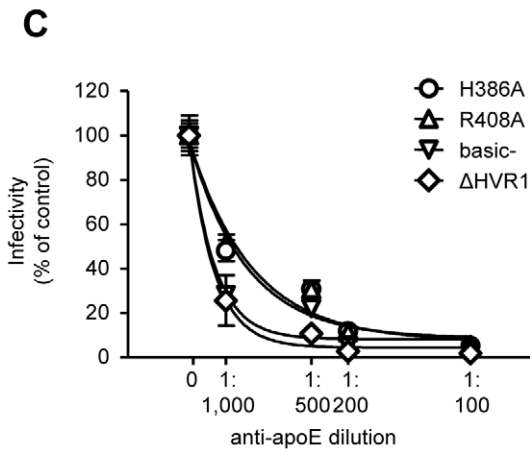 C
H386A
R408A
basic-
ΔHVR1
Infectivity
(% of control)
120
100
80
60
40
20
0
0 1: 1: 1: 1:
1,000 500 200 100
anti-apoE dilution